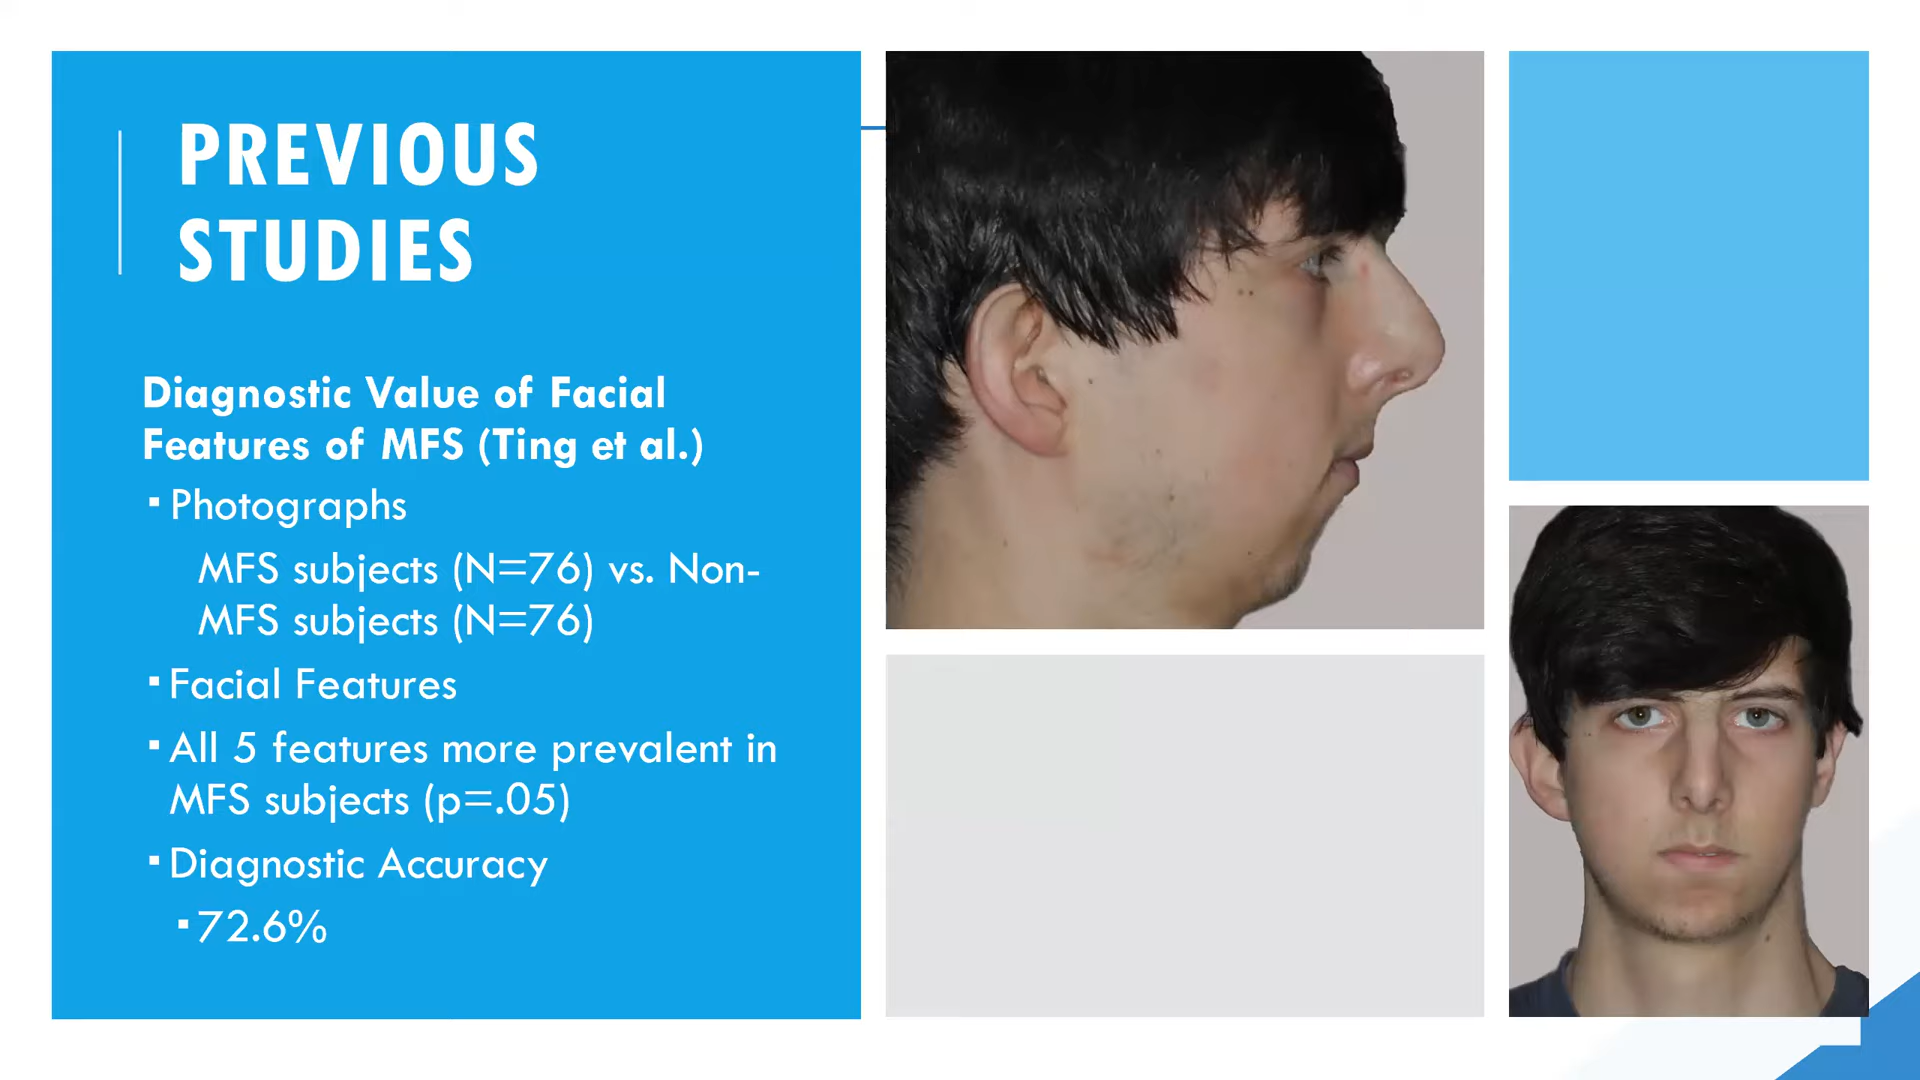 PREVIOUS
STUDIES
Diagnostic Value of Facial
Features of MFS (Ting et al.)
▪ Photographs
MFS subjects (N=76) vs. Non-
MFS subjects (N=76)
▪ Facial Features
▪ All 5 features more prevalent in
MFS subjects (p=.05)
▪ Diagnostic Accuracy
▪ 72.6%